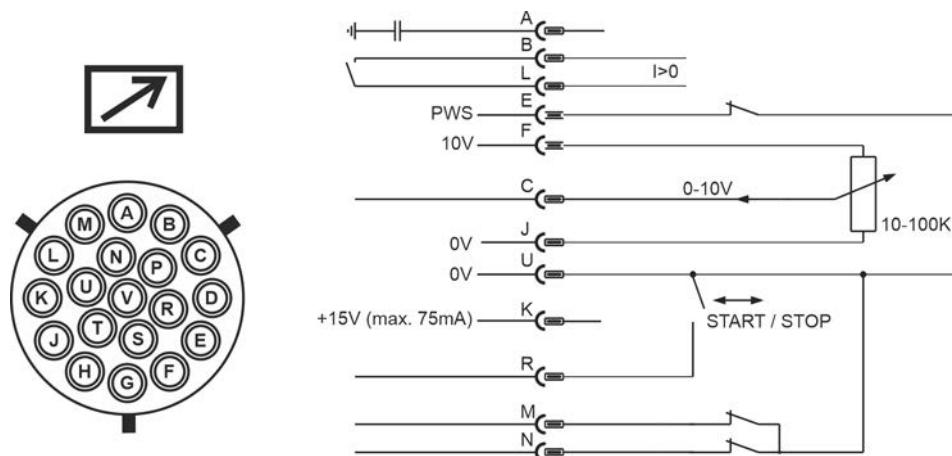 A
B
C
D
E
F
G
H
J
K
L
M
N
P
R
S
T
U
V
A
B
L
I>0
E
PWS
F
10V
C
0-10V
10-100K
J
0V
U
0V
K
+15V (max. 75mA)
START / STOP
R
M
N